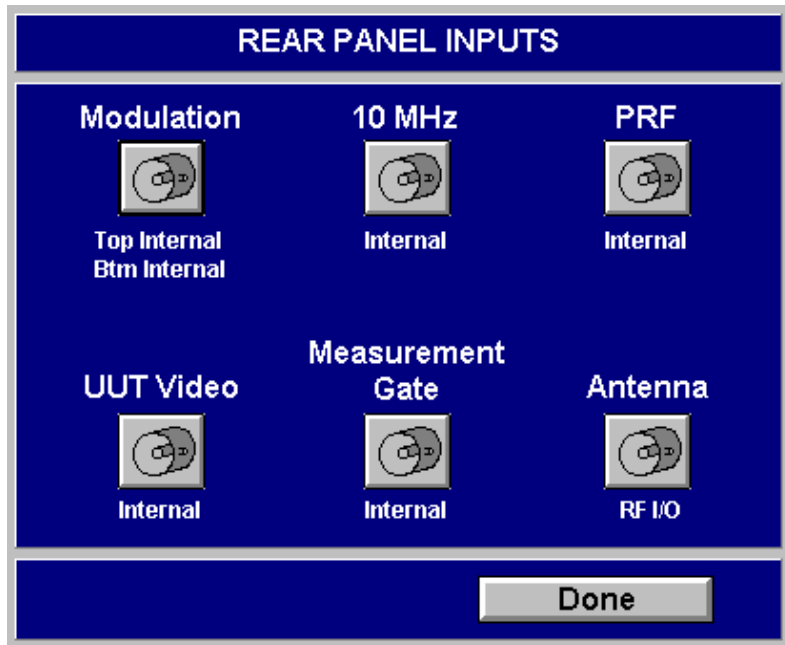 REAR PANEL INPUTS
Modulation
10 MHz
PRF
Top Internal
Btm Internal
Internal
Internal
UUT Video
Measurement
Gate
Antenna
Internal
Internal
RF I/O
Done